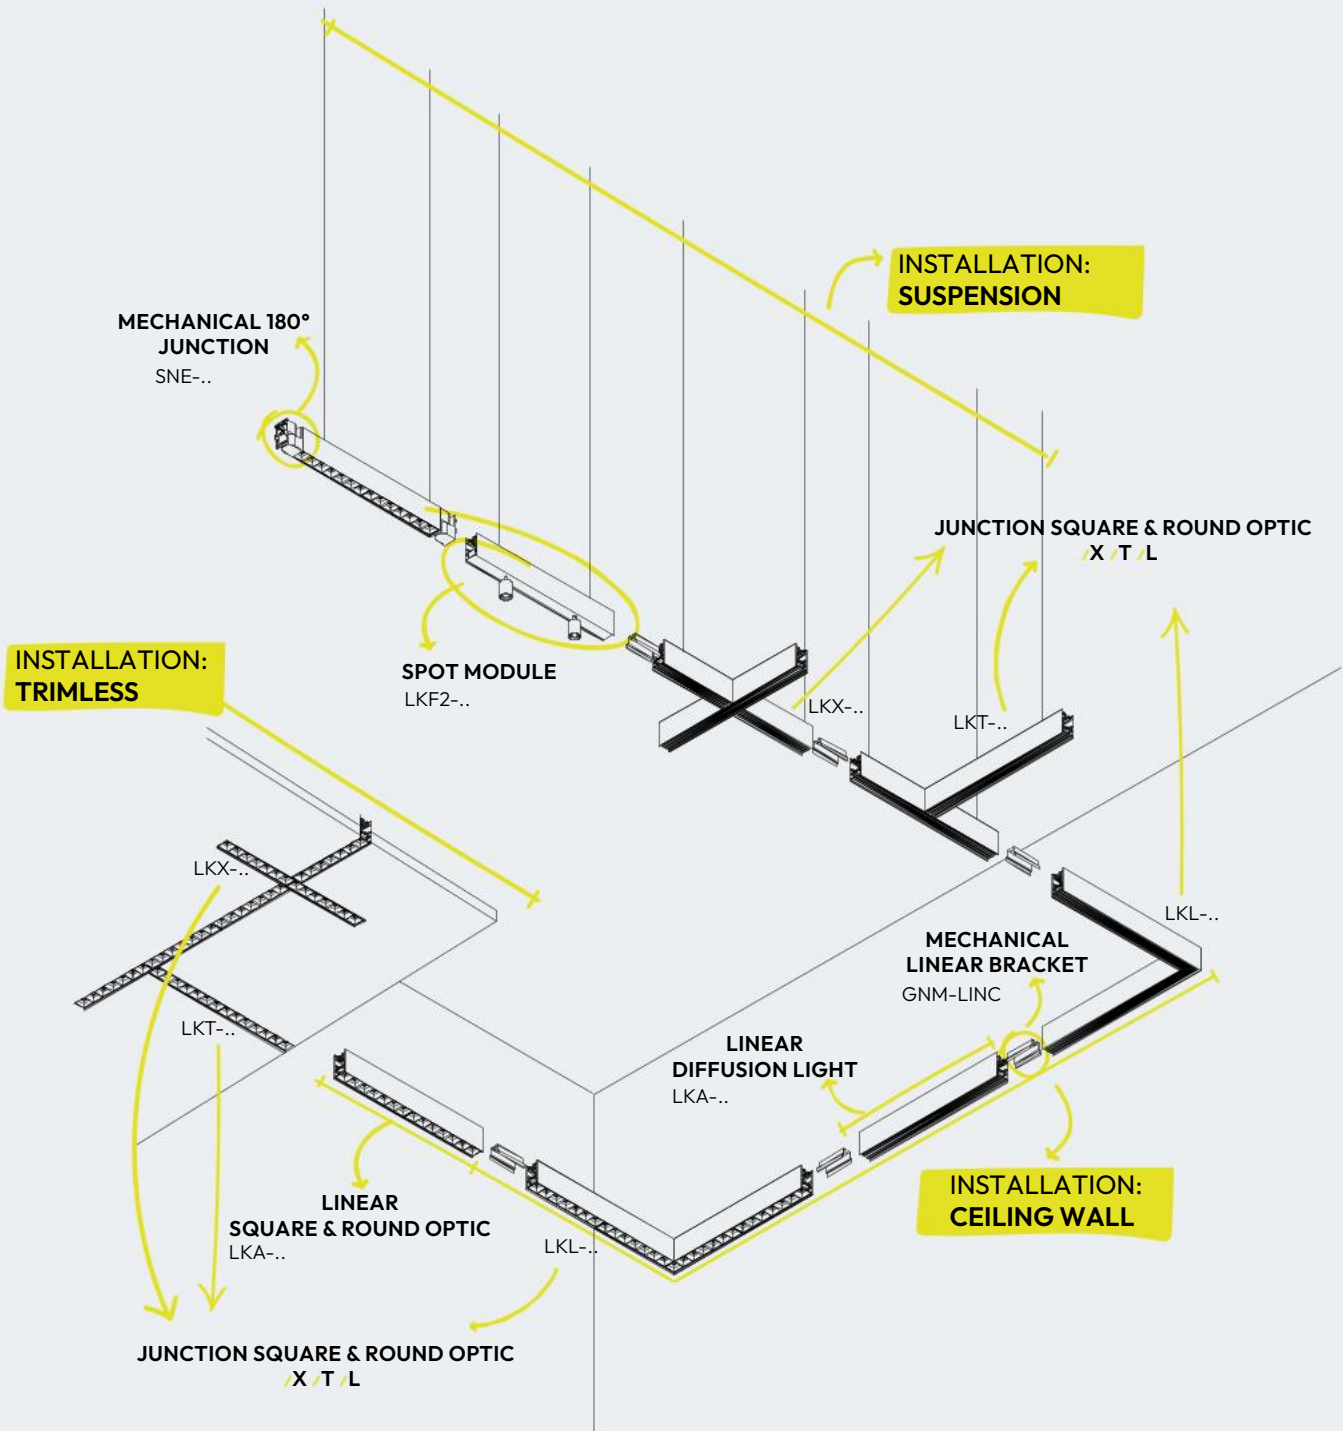 INSTALLATION:
SUSPENSION
MECHANICAL 180°
JUNCTION
SNE-..
JUNCTION SQUARE & ROUND OPTIC
/X /T /L
INSTALLATION:
TRIMLESS
SPOT MODULE
LKF2-..
LKX-..
LKT-..
LKX-..
LKL-..
MECHANICAL
LINEAR BRACKET
GNM-LINC
LKT-..
LINEAR
DIFFUSION LIGHT
LKA-..
INSTALLATION:
CEILING WALL
LINEAR
SQUARE & ROUND OPTIC
LKA-..
LKL-..
JUNCTION SQUARE & ROUND OPTIC
/X /T /L